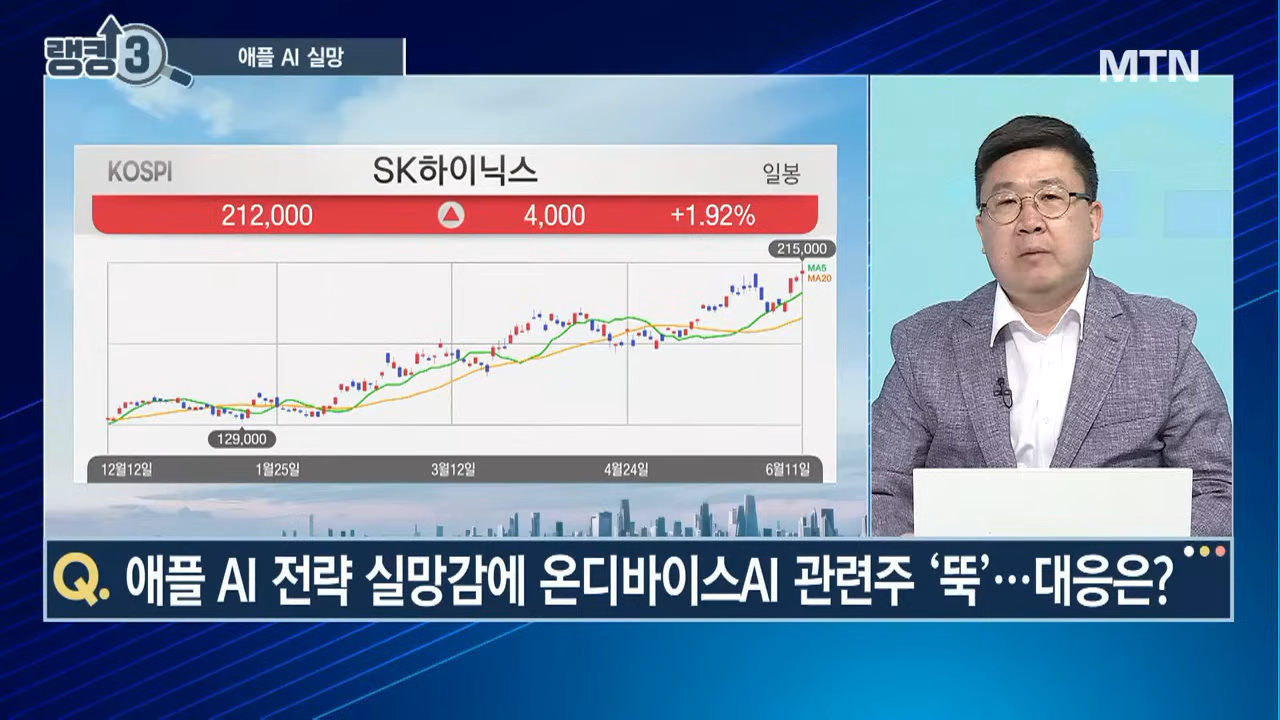 랭킹3
애플 AI 실망
MTN
KOSPI
SK하이닉스
일봉
212,000
4,000
+1.92%
215,000
MA5
MA20
129,000
12월12일
1월25일
3월12일
4월24일
6월11일
Q. 애플 AI 전략 실망감에 온디바이스AI 관련주 ‘뚝’…대응은?